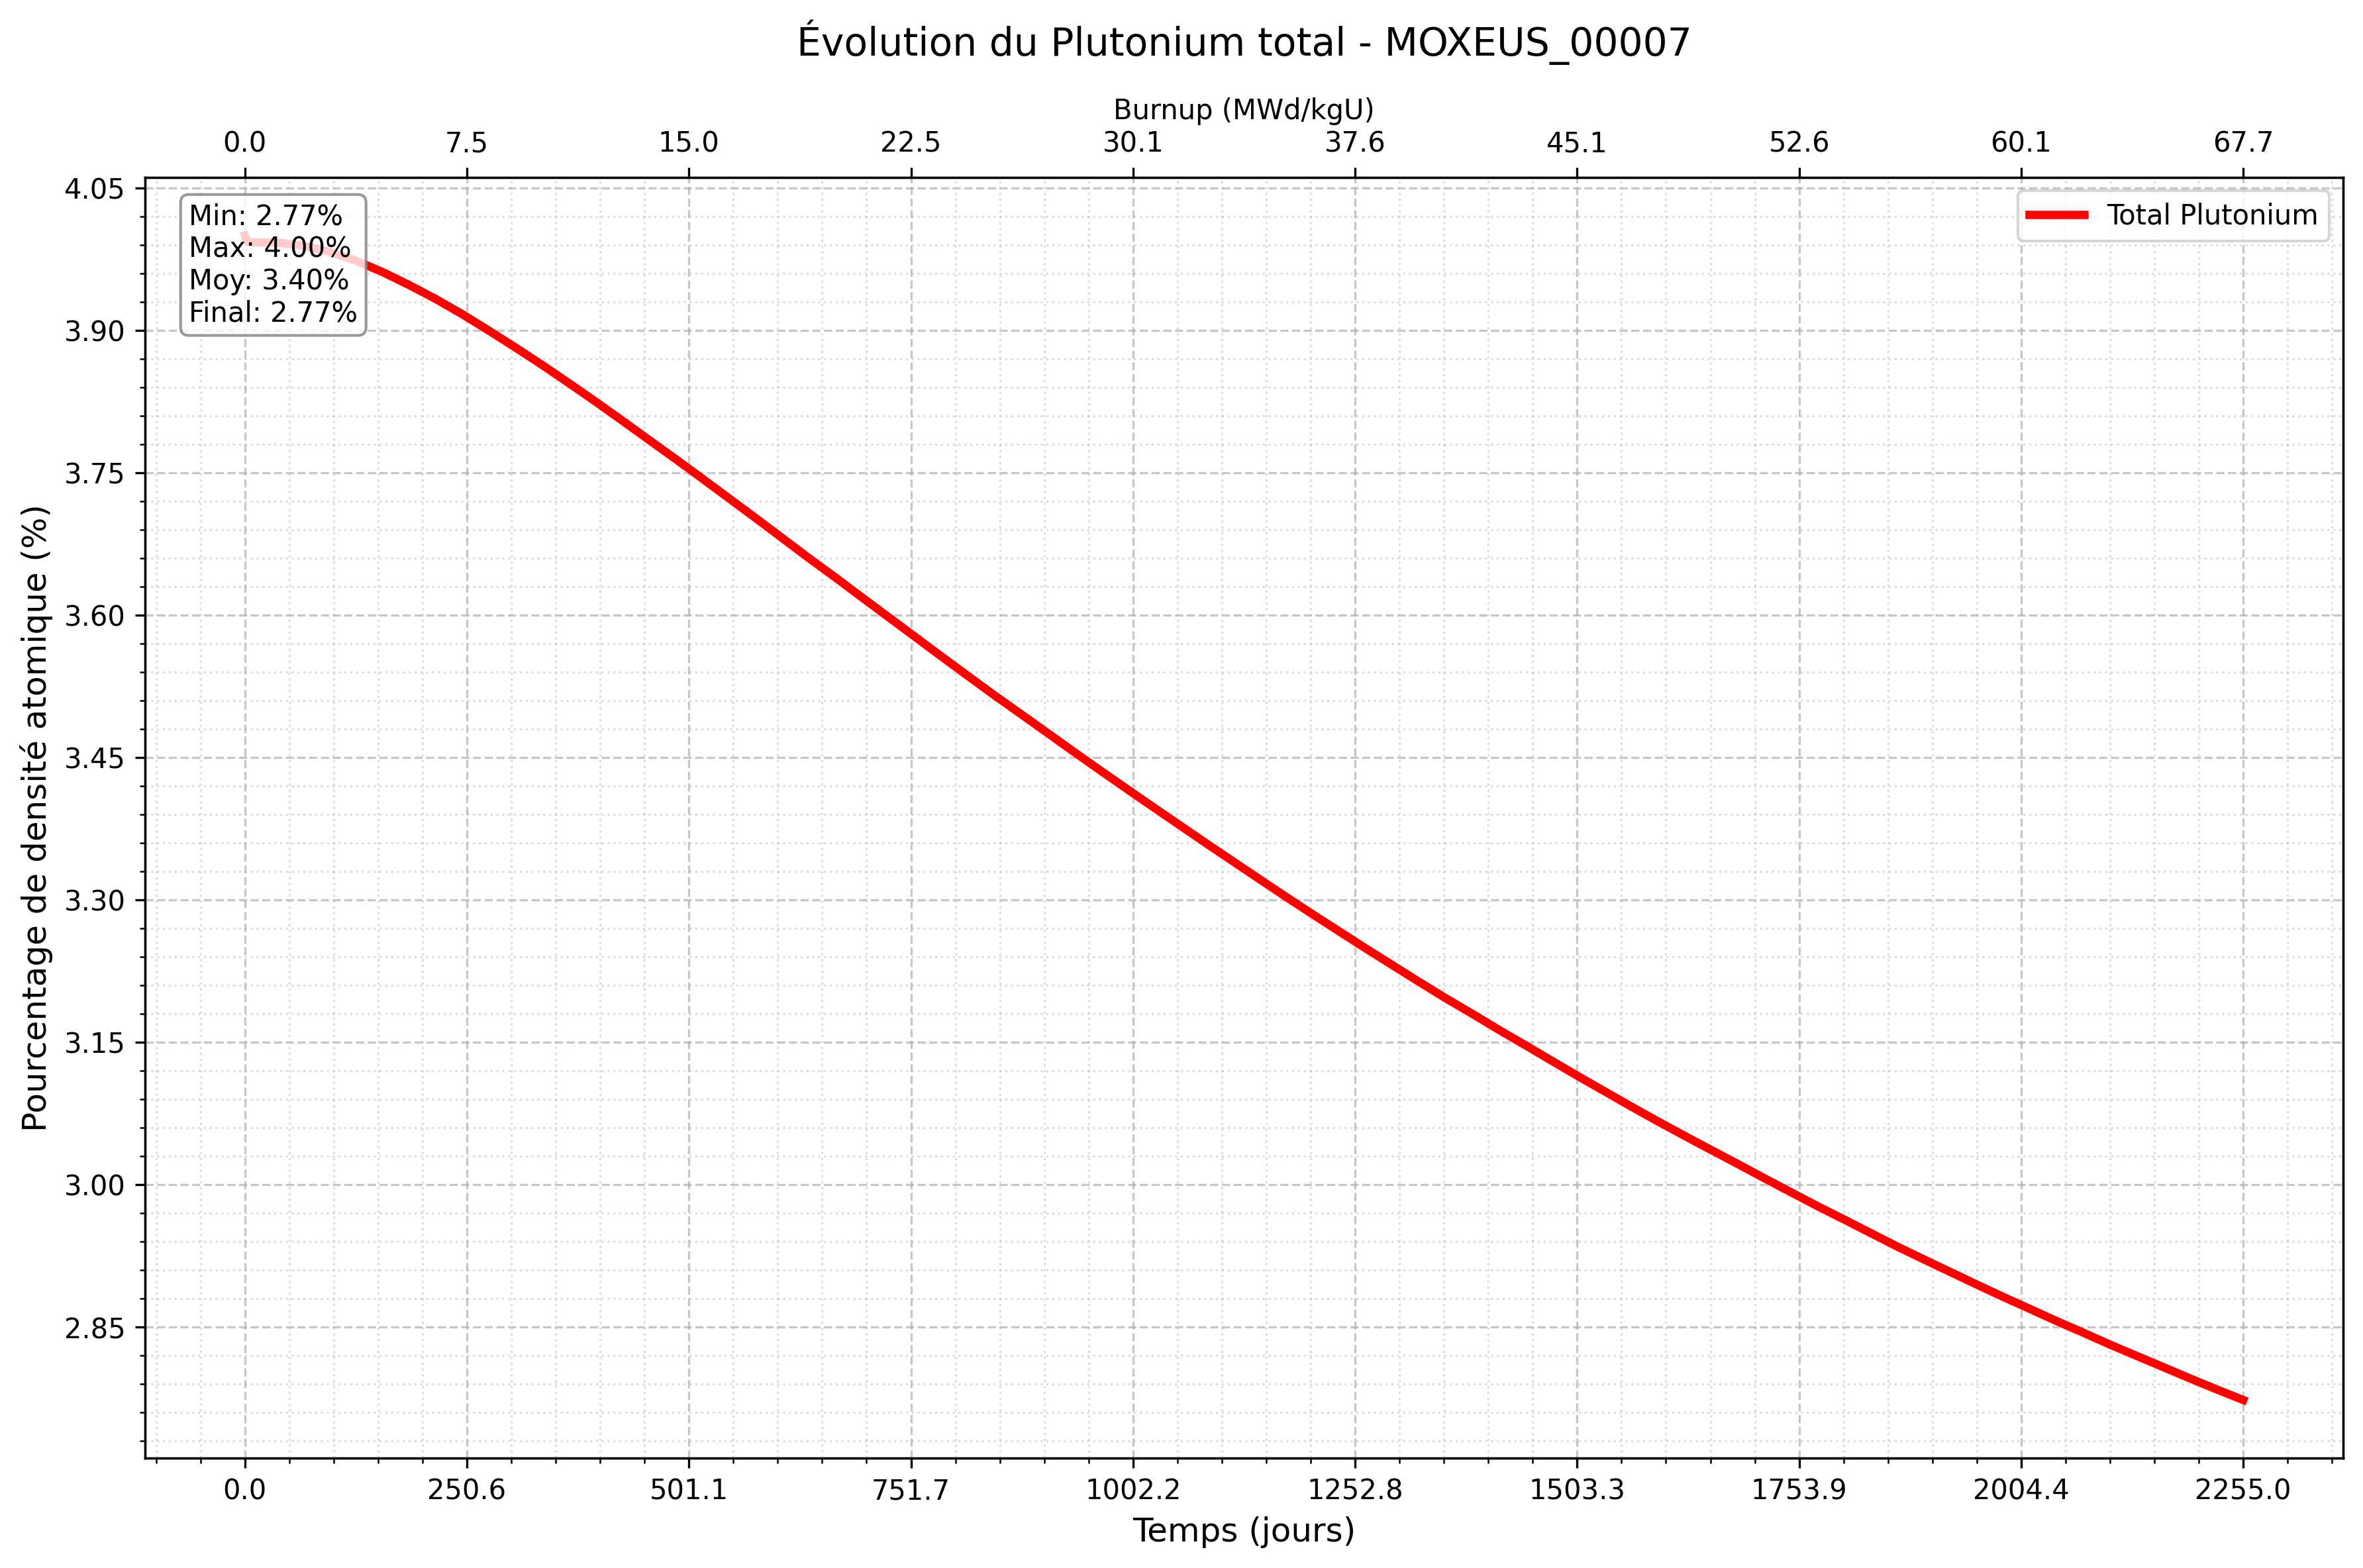 Évolution du Plutonium total - MOXEUS_00007
Burnup (MWd/kgU)
0.0 7.5 15.0 22.5 30.1 37.6 45.1 52.6 60.1 67.7
Min: 2.77%
Max: 4.00%
Moy: 3.40%
Final: 2.77%
Total Plutonium
Pourcentage de densité atomique (%)
4.05
3.90
3.75
3.60
3.45
3.30
3.15
3.00
2.85
0.0 250.6 501.1 751.7 1002.2 1252.8 1503.3 1753.9 2004.4 2255.0
Temps (jours)